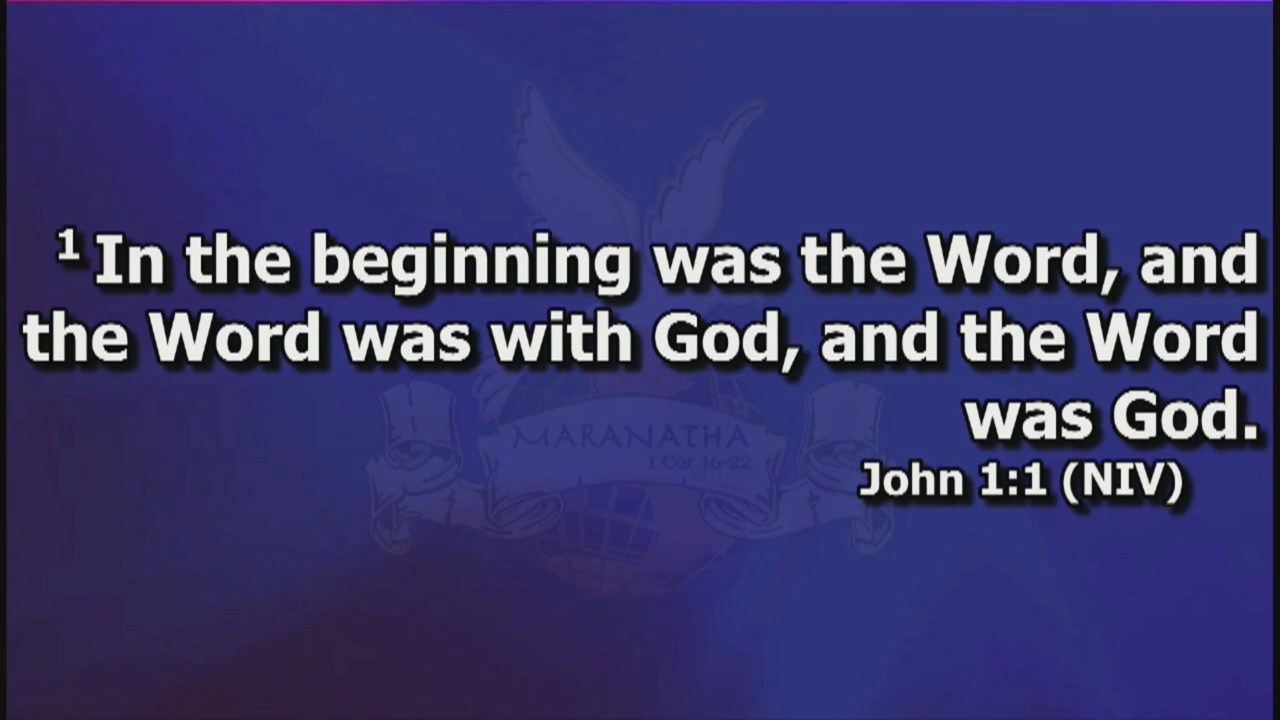 1 In the beginning was the Word, and
the Word was with God, and the Word
was God.
John 1:1 (NIV)
MARANATHA
1 Cor 16-22